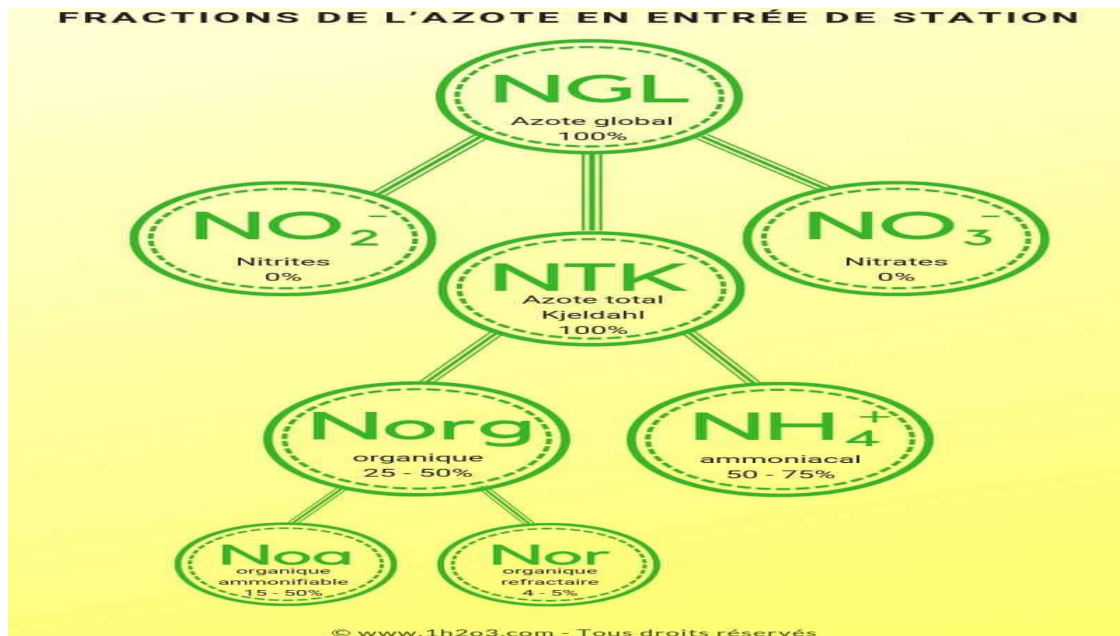 FRACTIONS DE L'AZOTE EN ENTRÉE DE STATION
NGL
Azote global
100%
NO₂⁻
Nitrites
0%
NO₃⁻
Nitrates
0%
NTK
Azote total
Kjeldahl
100%
Norg
organique
25 - 50%
NH₄⁺
ammoniacal
50 - 75%
Noa
organique
ammonifiable
15 - 50%
Nor
organique
refractaire
4 - 5%
© www.1h2o3.com - Tous droits réservés